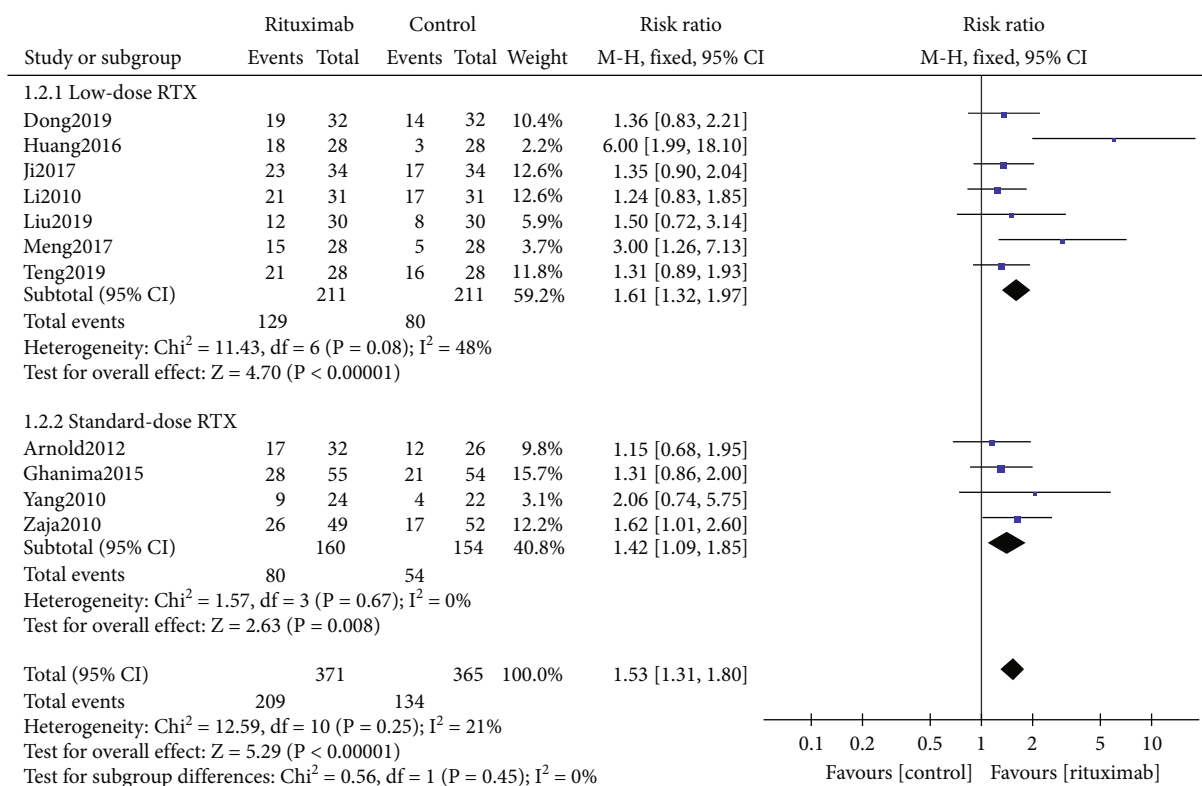 Rituximab Control Risk ratio Risk ratio
Study or subgroup Events Total Events Total Weight M-H, fixed, 95% CI M-H, fixed, 95% CI
1.2.1 Low-dose RTX
Dong2019 19 32 14 32 10.4% 1.36 [0.83, 2.21]
Huang2016 18 28 3 28 2.2% 6.00 [1.99, 18.10]
Ji2017 23 34 17 34 12.6% 1.35 [0.90, 2.04]
Li2010 21 31 17 31 12.6% 1.24 [0.83, 1.85]
Liu2019 12 30 8 30 5.9% 1.50 [0.72, 3.14]
Meng2017 15 28 5 28 3.7% 3.00 [1.26, 7.13]
Teng2019 21 28 16 28 11.8% 1.31 [0.89, 1.93]
Subtotal (95% CI) 211 211 59.2% 1.61 [1.32, 1.97]
Total events 129 80
Heterogeneity: Chi² = 11.43, df = 6 (P = 0.08); I² = 48%
Test for overall effect: Z = 4.70 (P < 0.00001)
1.2.2 Standard-dose RTX
Arnold2012 17 32 12 26 9.8% 1.15 [0.68, 1.95]
Ghanima2015 28 55 21 54 15.7% 1.31 [0.86, 2.00]
Yang2010 9 24 4 22 3.1% 2.06 [0.74, 5.75]
Zaja2010 26 49 17 52 12.2% 1.62 [1.01, 2.60]
Subtotal (95% CI) 160 154 40.8% 1.42 [1.09, 1.85]
Total events 80 54
Heterogeneity: Chi² = 1.57, df = 3 (P = 0.67); I² = 0%
Test for overall effect: Z = 2.63 (P = 0.008)
Total (95% CI) 371 365 100.0% 1.53 [1.31, 1.80]
Total events 209 134
Heterogeneity: Chi² = 12.59, df = 10 (P = 0.25); I² = 21%
Test for overall effect: Z = 5.29 (P < 0.00001)
Test for subgroup differences: Chi² = 0.56, df = 1 (P = 0.45); I² = 0%
0.1 0.2 0.5 1 2 5 10
Favours [control] Favours [rituximab]